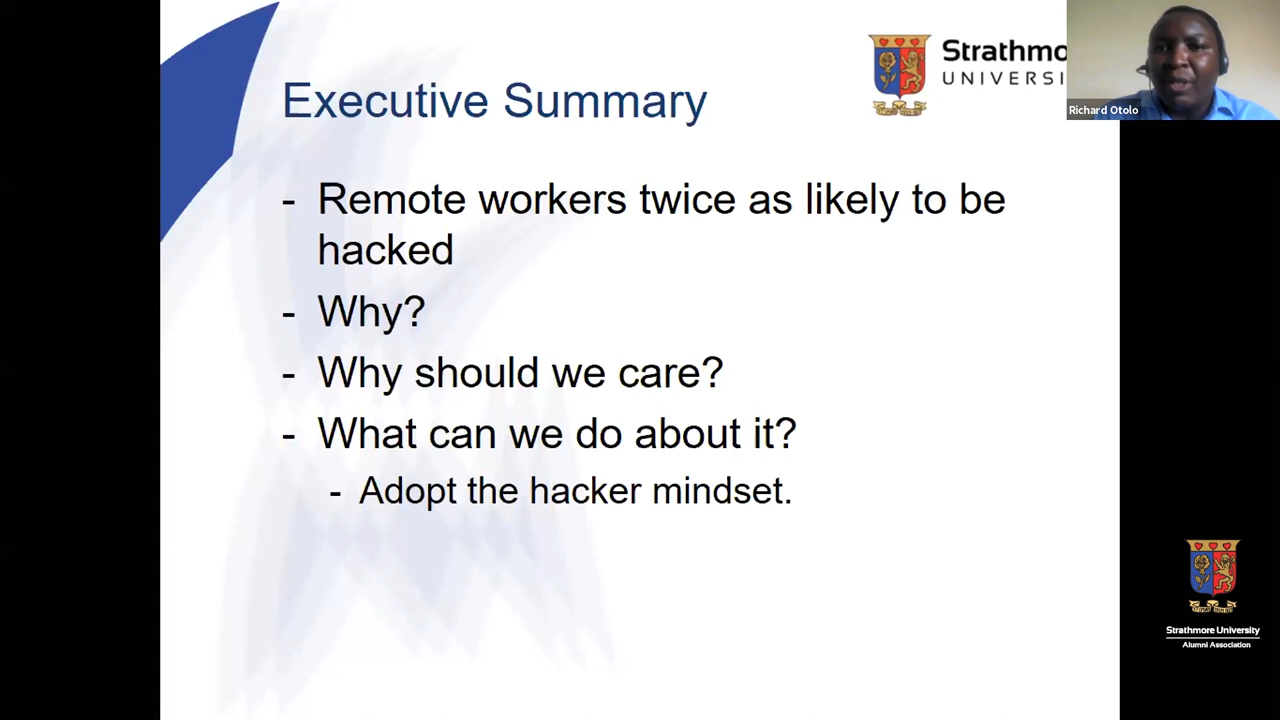 Executive Summary
Strathmo
UNIVERSI
Richard Otolo
- Remote workers twice as likely to be
hacked
- Why?
- Why should we care?
- What can we do about it?
- Adopt the hacker mindset.
Strathmore University
Alumni Association